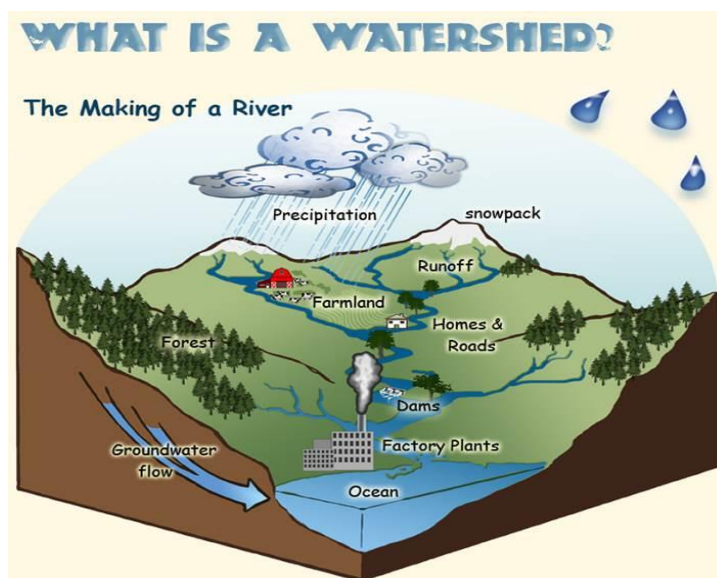 WHAT IS A WATERSHED?
The Making of a River
Precipitation
snowpack
Runoff
Farmland
Homes &
Roads
Forest
Dams
Factory Plants
Groundwater
flow
Ocean